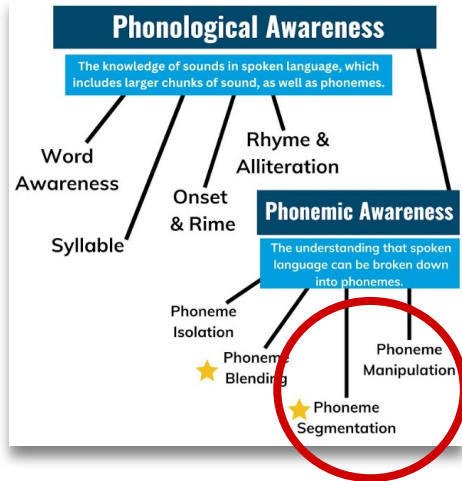 Phonological Awareness
The knowledge of sounds in spoken language, which
includes larger chunks of sound, as well as phonemes.
Word
Awareness
Syllable
Onset
& Rime
Rhyme &
Alliteration
Phonemic Awareness
The understanding that spoken
language can be broken down
into phonemes.
Phoneme
Isolation
Phoneme
Blending
Phoneme
Segmentation
Phoneme
Manipulation